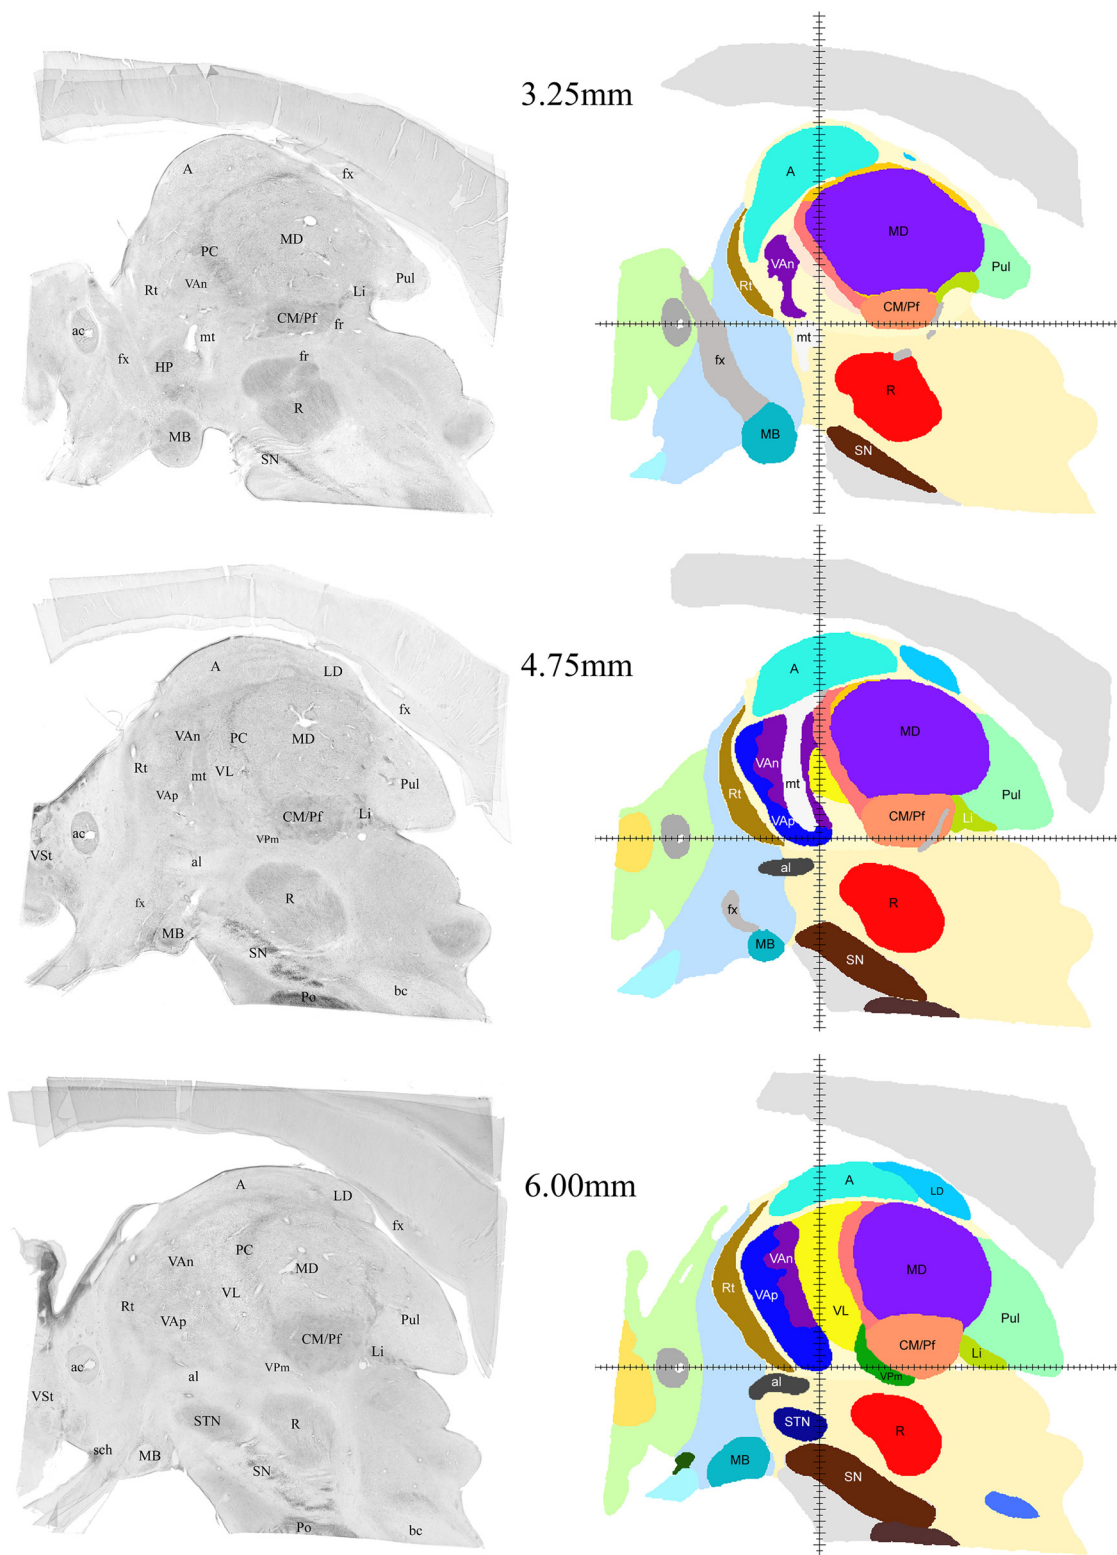 3.25mm
A
fx
MD
PC
VAn
Rt
Li
Pul
CM/Pf
ac
mt
fr
fx
HP
fr
R
MB
SN
A
MD
VAn
Rt
Pul
CM/Pf
mt
fx
R
MB
SN
4.75mm
A
LD
fx
VAn
PC
MD
Rt
mt
VL
VAp
Pul
CM/Pf
Li
ac
VPm
VSt
al
fx
R
MB
SN
Po
bc
A
MD
VAn
mt
Rt
VAp
Pul
CM/Pf
Li
al
fx
R
MB
SN
6.00mm
A
LD
fx
PC
VAn
MD
VL
Rt
VAp
Pul
CM/Pf
Li
ac
VPm
al
VSt
STN
R
sch
MB
SN
Po
bc
A
LD
VAn
MD
Rt
VAp
VL
Pul
CM/Pf
Li
VPm
al
STN
R
MB
SN